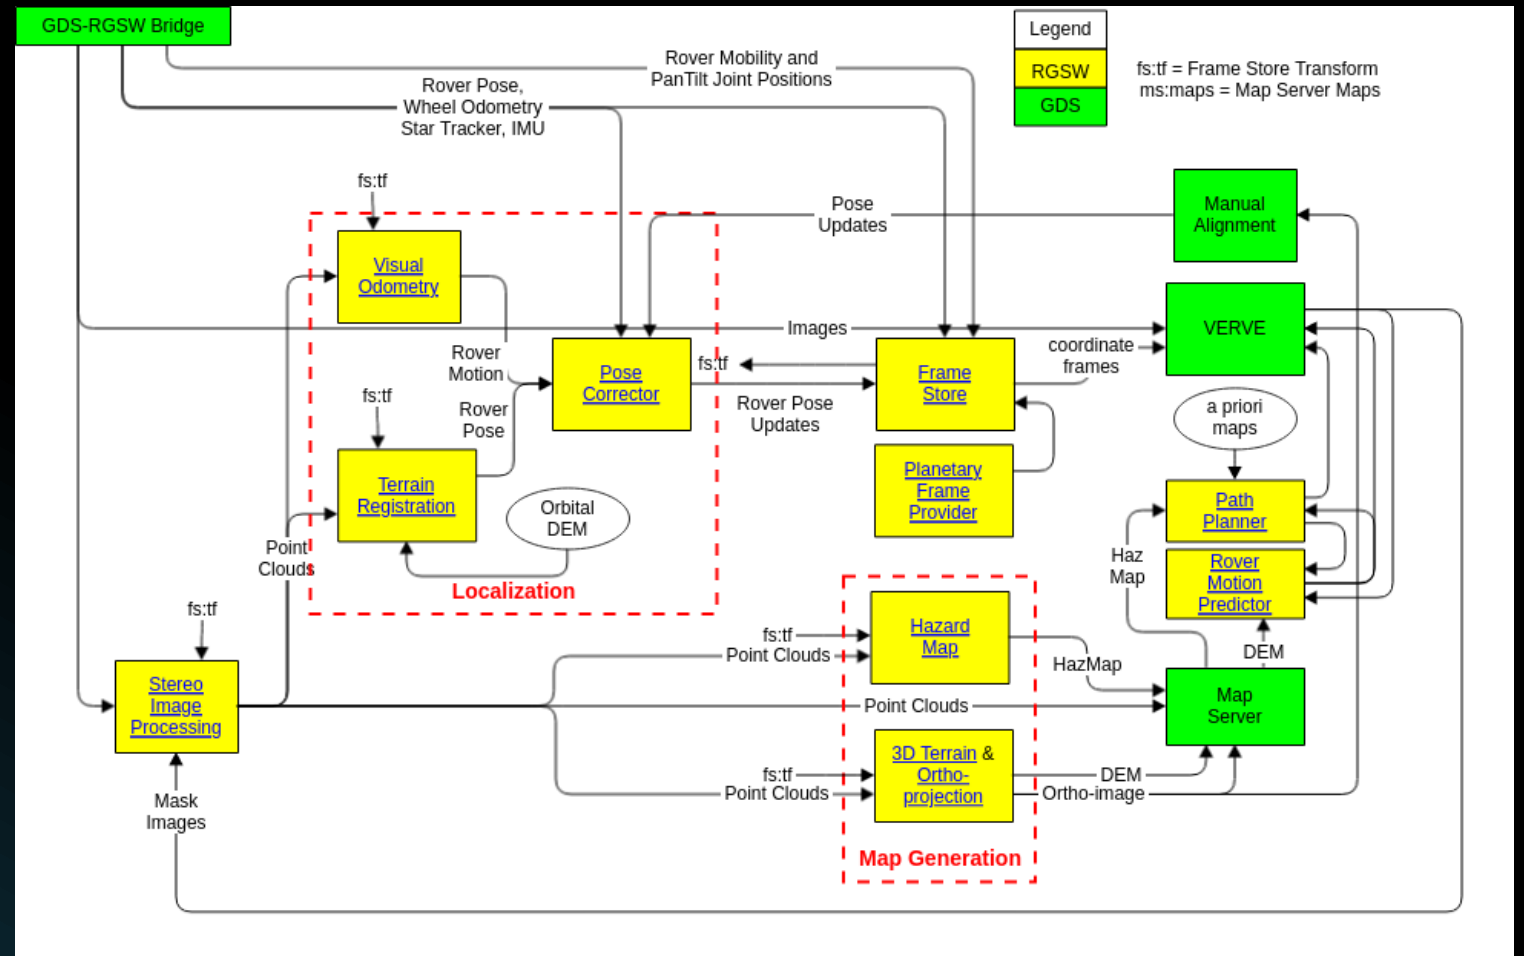 GDS-RGSW Bridge
Legend
RGSW
GDS
fs:tf = Frame Store Transform
ms:maps = Map Server Maps
Rover Mobility and
PanTilt Joint Positions
Rover Pose,
Wheel Odometry
Star Tracker, IMU
fs:tf
Pose
Updates
Manual
Alignment
Visual
Odometry
Images
VERVE
Rover
Motion
Pose
Corrector
fs:tf
Frame
Store
coordinate
frames
fs:tf
Rover
Pose
Rover Pose
Updates
a priori
maps
Terrain
Registration
Orbital
DEM
Planetary
Frame
Provider
Path
Planner
Point
Clouds
Localization
Haz
Map
Rover
Motion
Predictor
fs:tf
fs:tf
Point Clouds
Hazard
Map
HazMap
DEM
Stereo
Image
Processing
Point Clouds
Map
Server
fs:tf
Point Clouds
3D Terrain &
Ortho-
projection
DEM
Ortho-image
Mask
Images
Map Generation